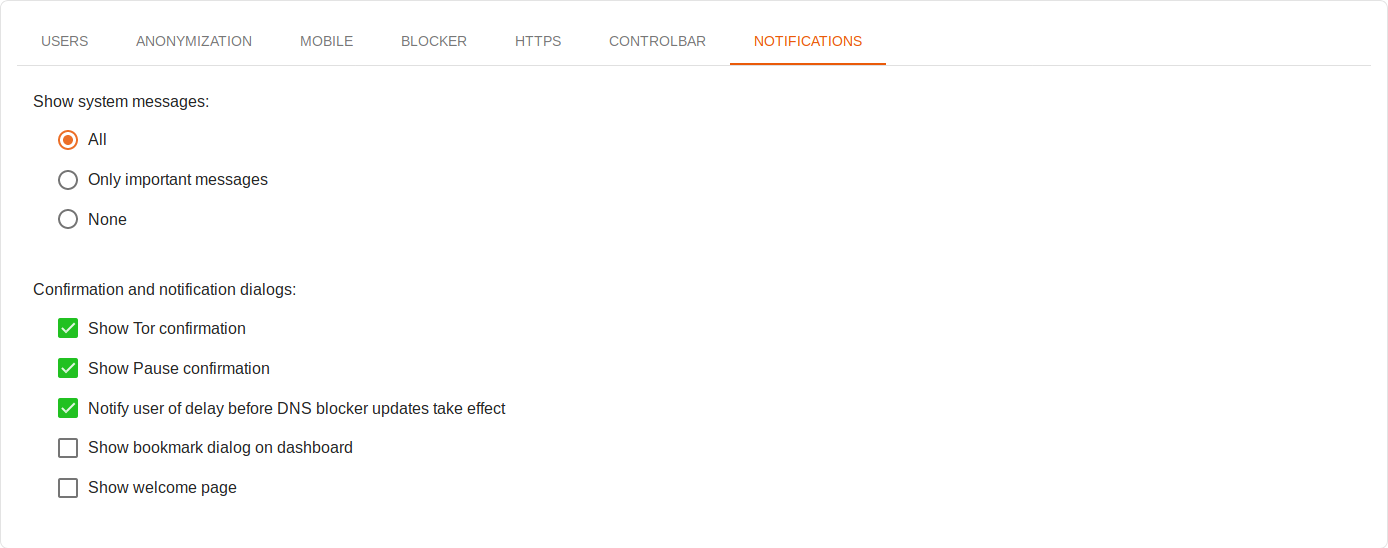 USERS ANONYMIZATION MOBILE BLOCKER HTTPS CONTROLBAR NOTIFICATIONS
Show system messages:
All
Only important messages
None
Confirmation and notification dialogs:
Show Tor confirmation
Show Pause confirmation
Notify user of delay before DNS blocker updates take effect
Show bookmark dialog on dashboard
Show welcome page